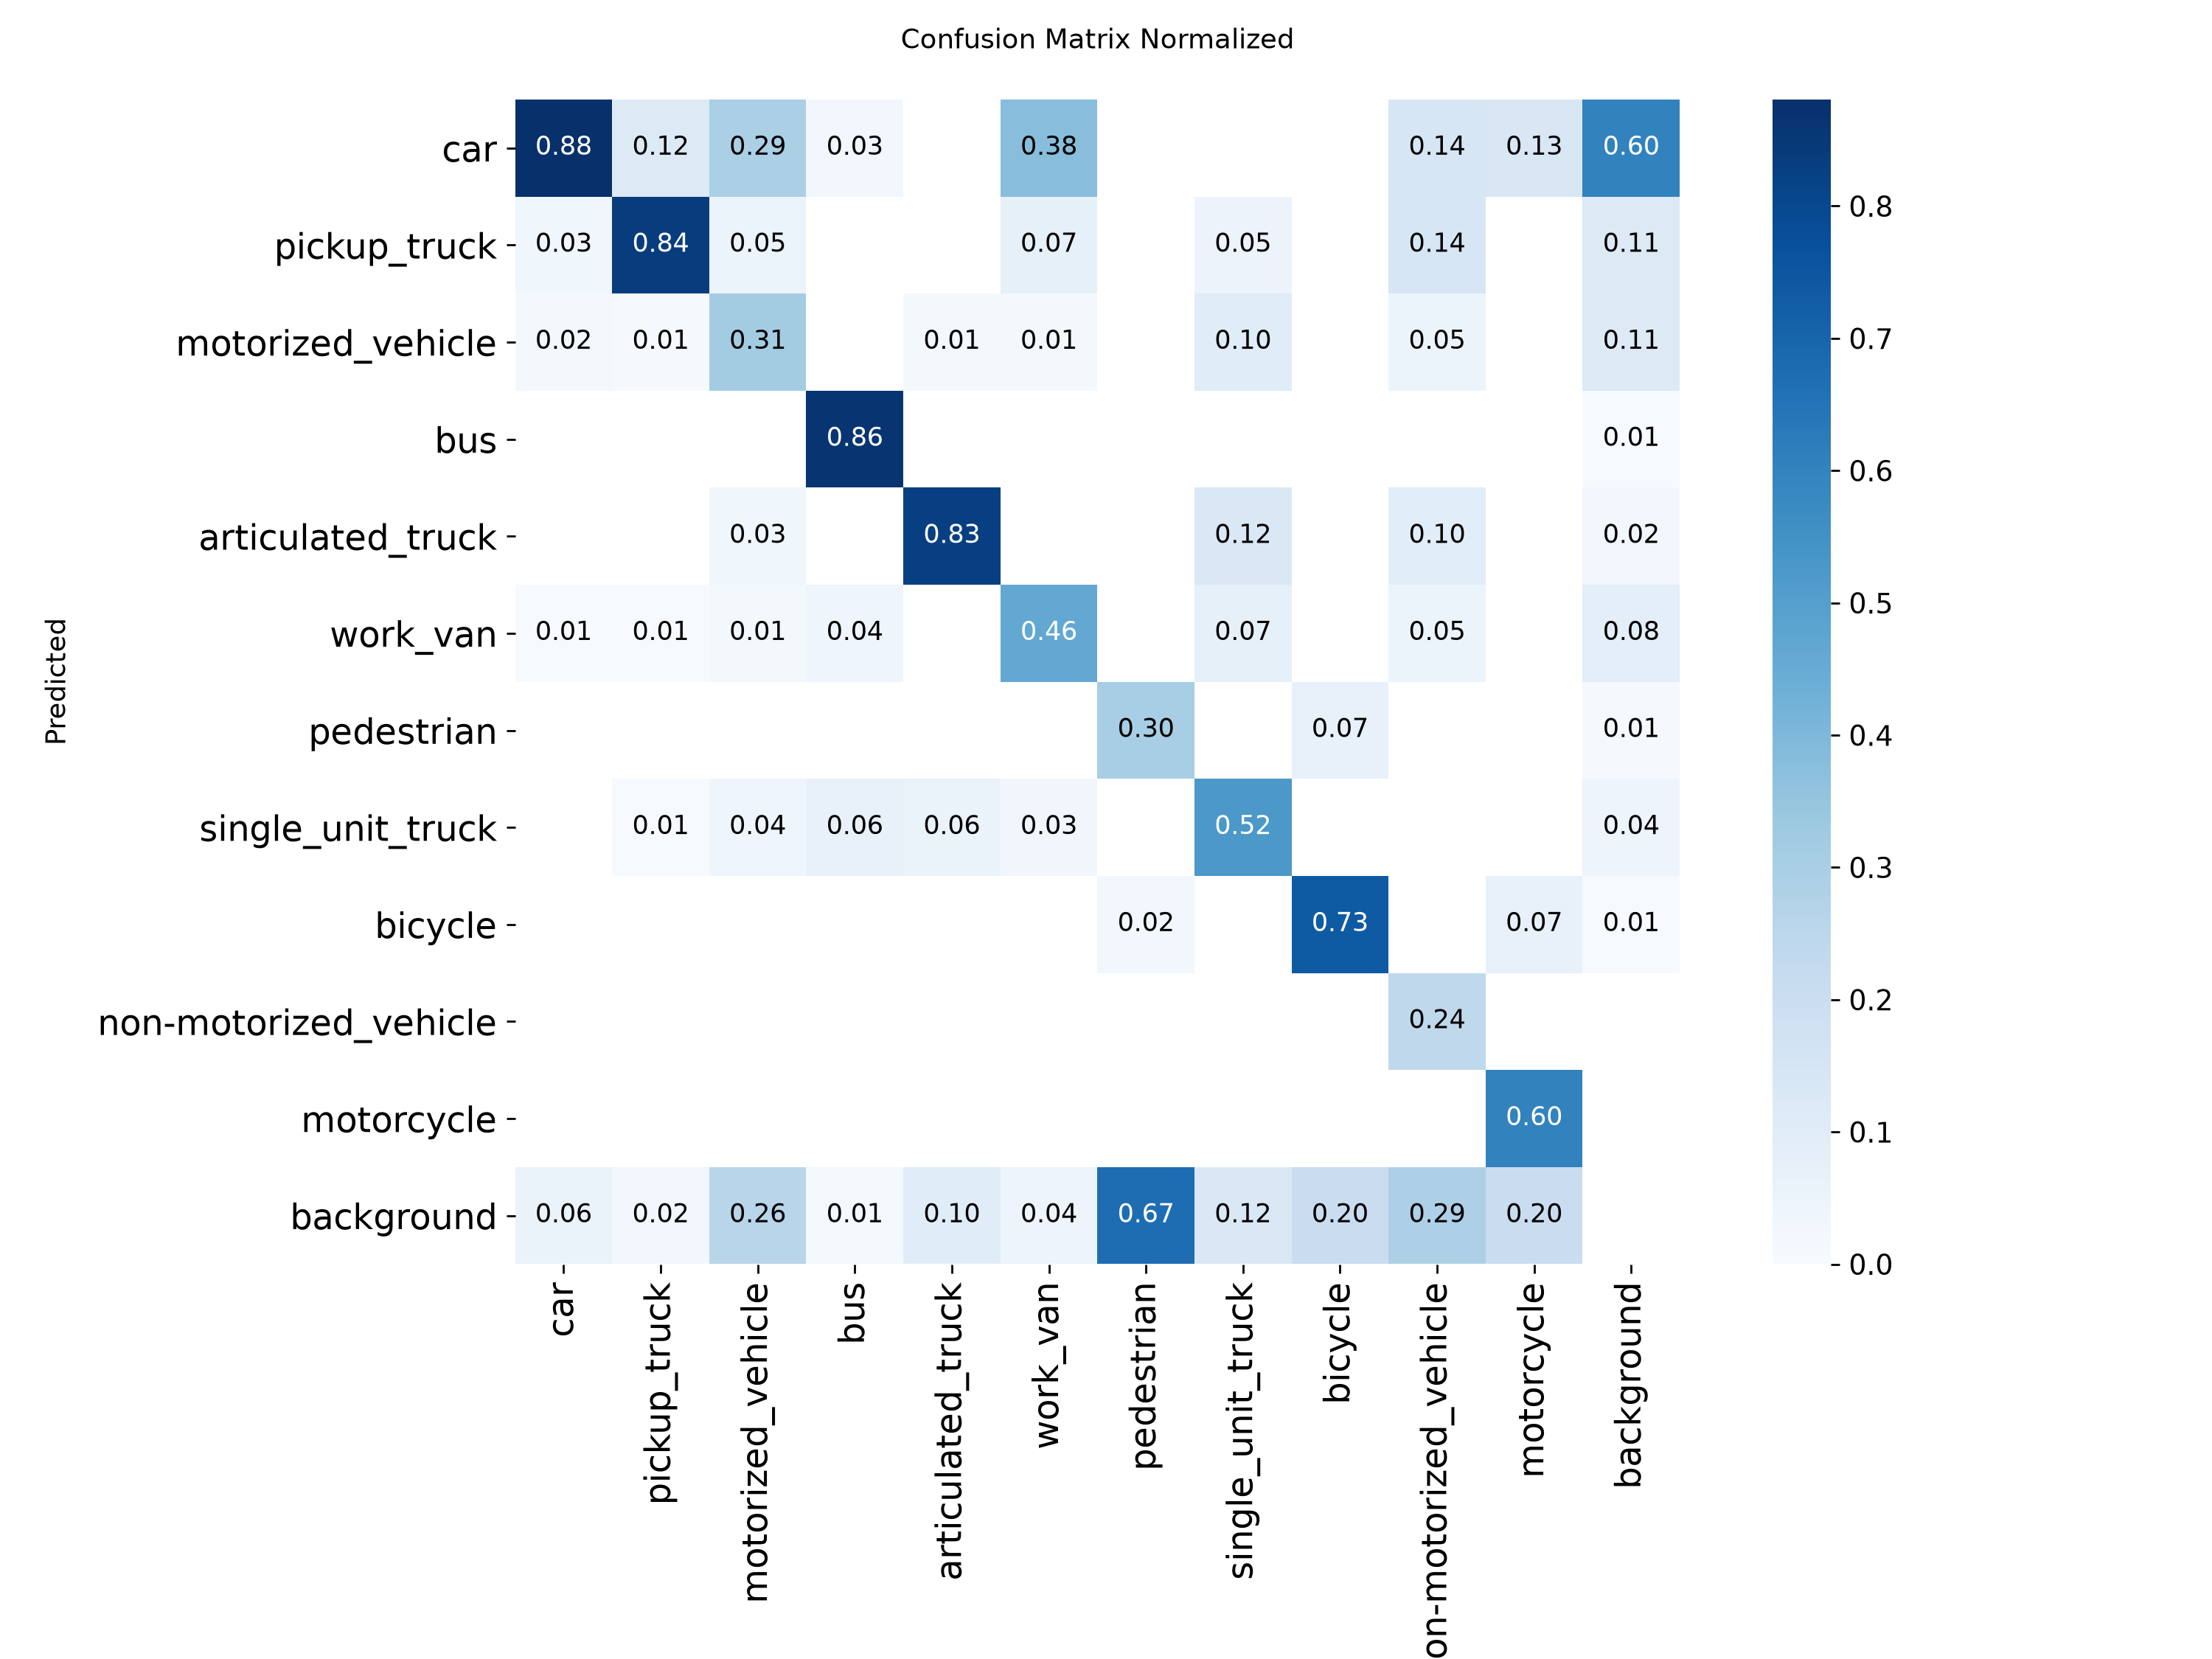 Confusion Matrix Normalized
car 0.88 0.12 0.29 0.03 0.38 0.14 0.13 0.60
pickup_truck 0.03 0.84 0.05 0.07 0.05 0.14 0.11
motorized_vehicle 0.02 0.01 0.31 0.01 0.01 0.10 0.05 0.11
bus 0.86 0.01
articulated_truck 0.03 0.83 0.12 0.10 0.02
work_van 0.01 0.01 0.01 0.04 0.46 0.07 0.05 0.08
pedestrian 0.30 0.07 0.01
single_unit_truck 0.01 0.04 0.06 0.06 0.03 0.52 0.04
bicycle 0.02 0.73 0.07 0.01
non-motorized_vehicle 0.24
motorcycle 0.60
background 0.06 0.02 0.26 0.01 0.10 0.04 0.67 0.12 0.20 0.29 0.20
Predicted
car
pickup_truck
motorized_vehicle
bus
articulated_truck
work_van
pedestrian
single_unit_truck
bicycle
on-motorized_vehicle
motorcycle
background
0.8
0.7
0.6
0.5
0.4
0.3
0.2
0.1
0.0